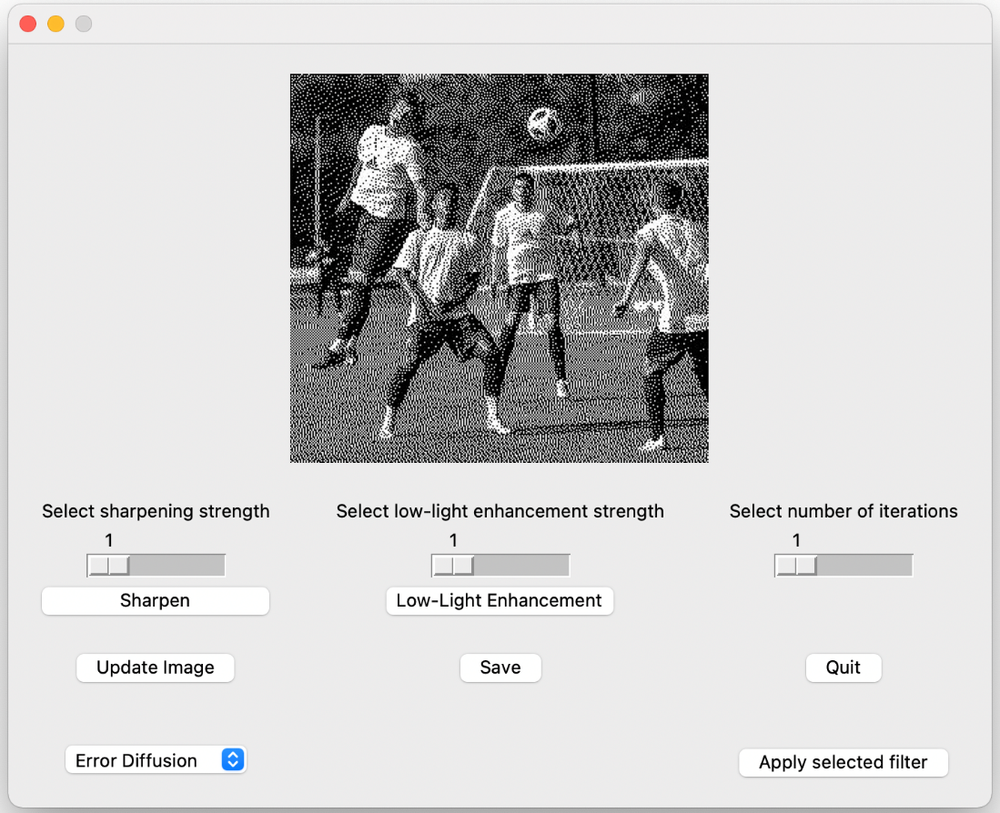 Select sharpening strength
Select low-light enhancement strength
Select number of iterations
1
1
1
Sharpen
Low-Light Enhancement
Update Image
Save
Quit
Error Diffusion
Apply selected filter